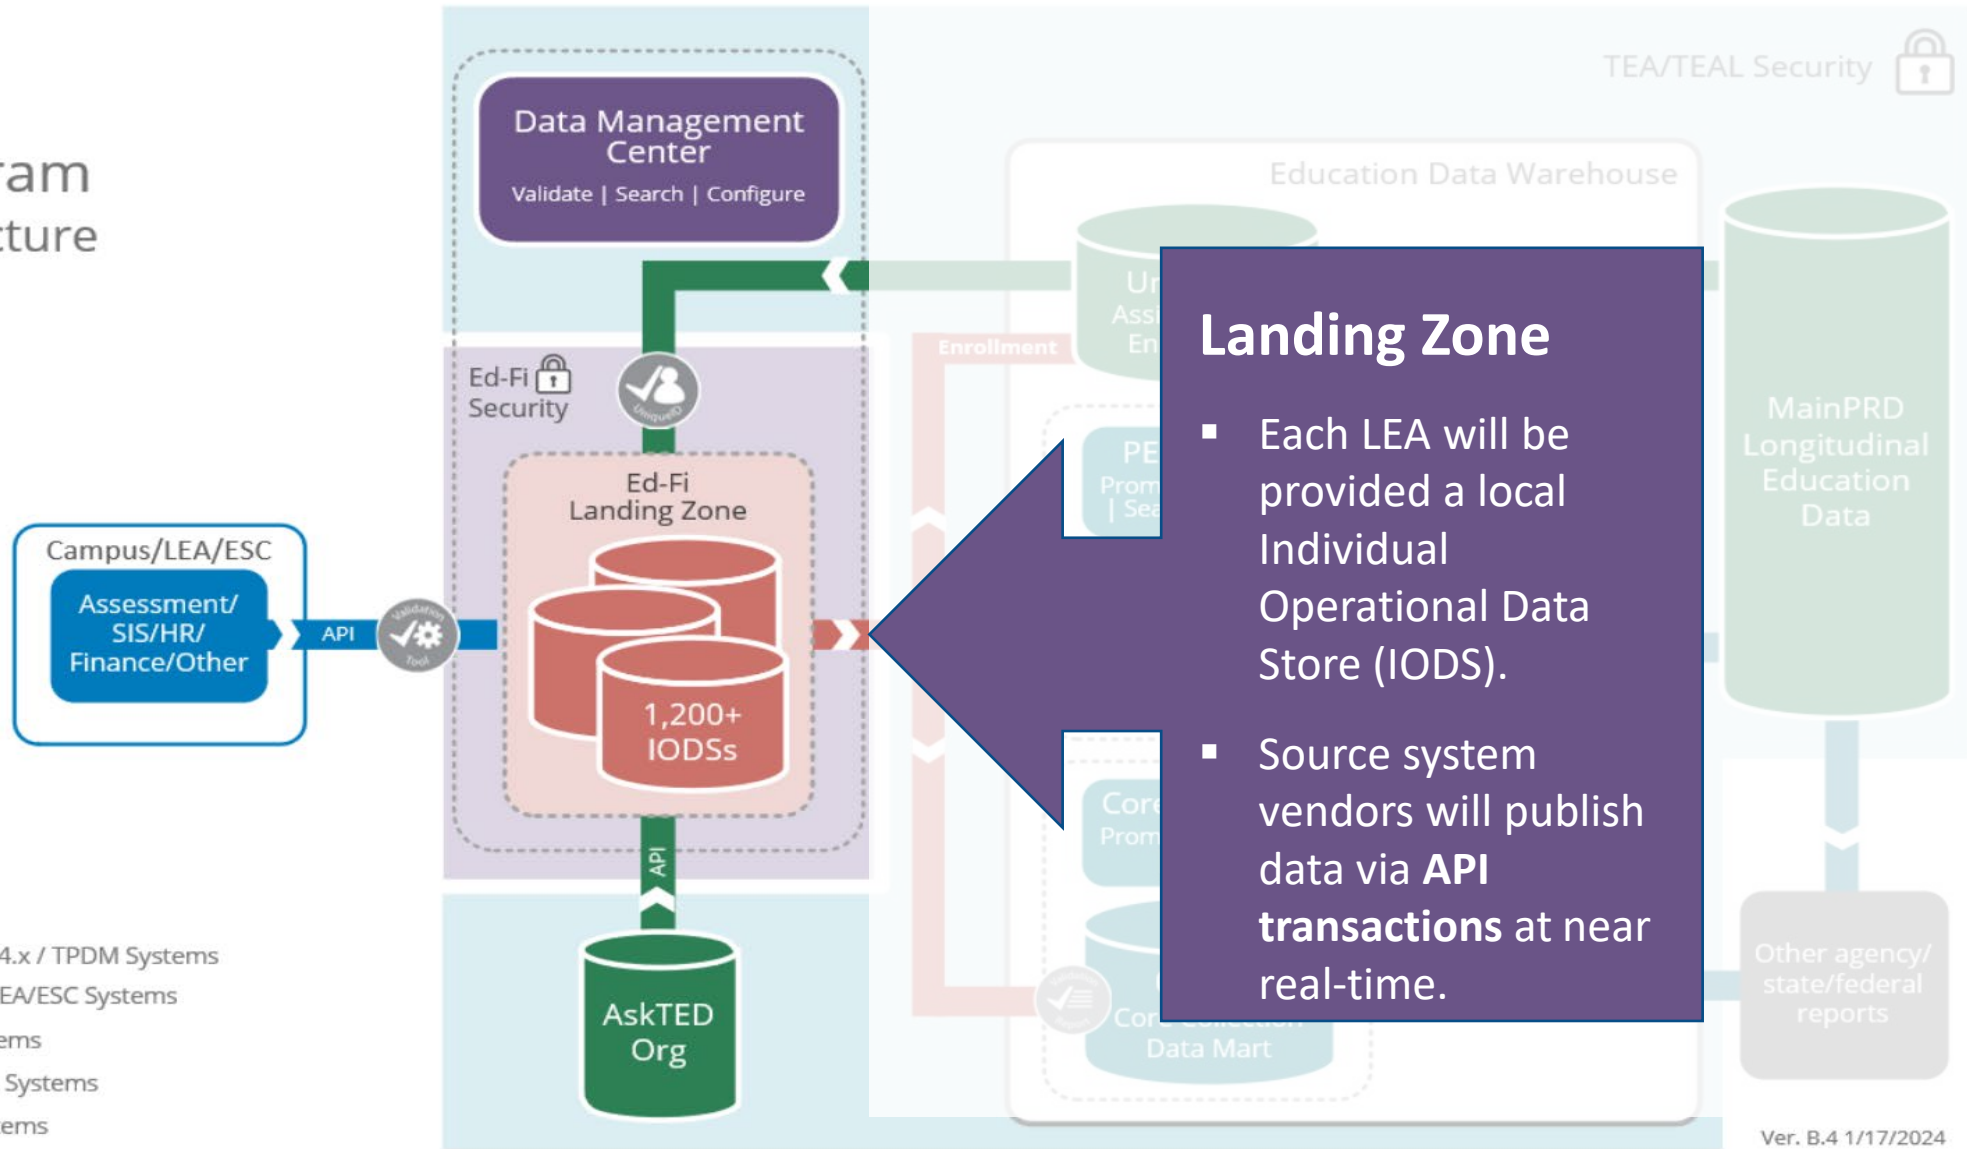 TEA/TEAL Security
Data Management
Center
Validate | Search | Configure
Education Data Warehouse
Enrollment
Ed-Fi
Security
UniqueID
Ed-Fi
Landing Zone
1,200+
IODSs
Campus/LEA/ESC
Assessment/
SIS/HR/
Finance/Other
API
Validation
Tool
API
AskTED
Org
Landing Zone
▪ Each LEA will be
provided a local
Individual
Operational Data
Store (IODS).
▪ Source system
vendors will publish
data via API
transactions at near
real-time.
MainPRD
Longitudinal
Education
Data
Core
Data Mart
Other agency/
state/federal
reports
4.x / TPDM Systems
EA/ESC Systems
Systems
Ver. B.4 1/17/2024